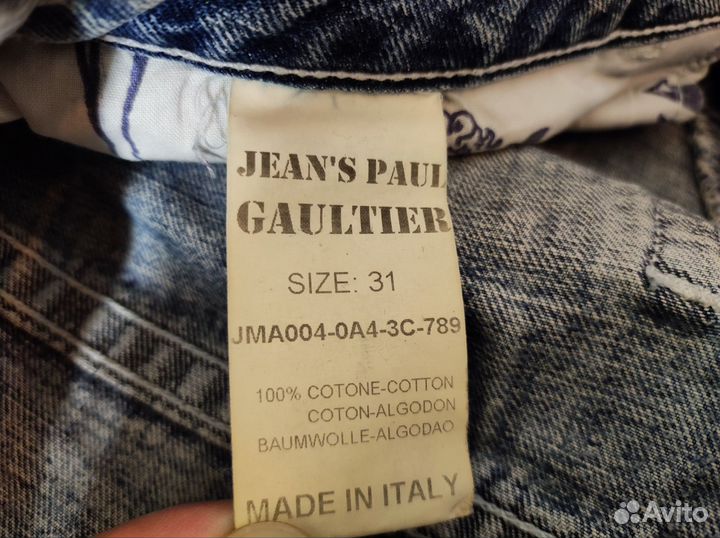 JEAN'S PAUL
GAULTIER
SIZE: 31
JMA004-0A4-3C-789
100% COTONE-COTTON
COTON-ALGODON
BAUMWOLLE-ALGODAO
MADE IN ITALY
Avito